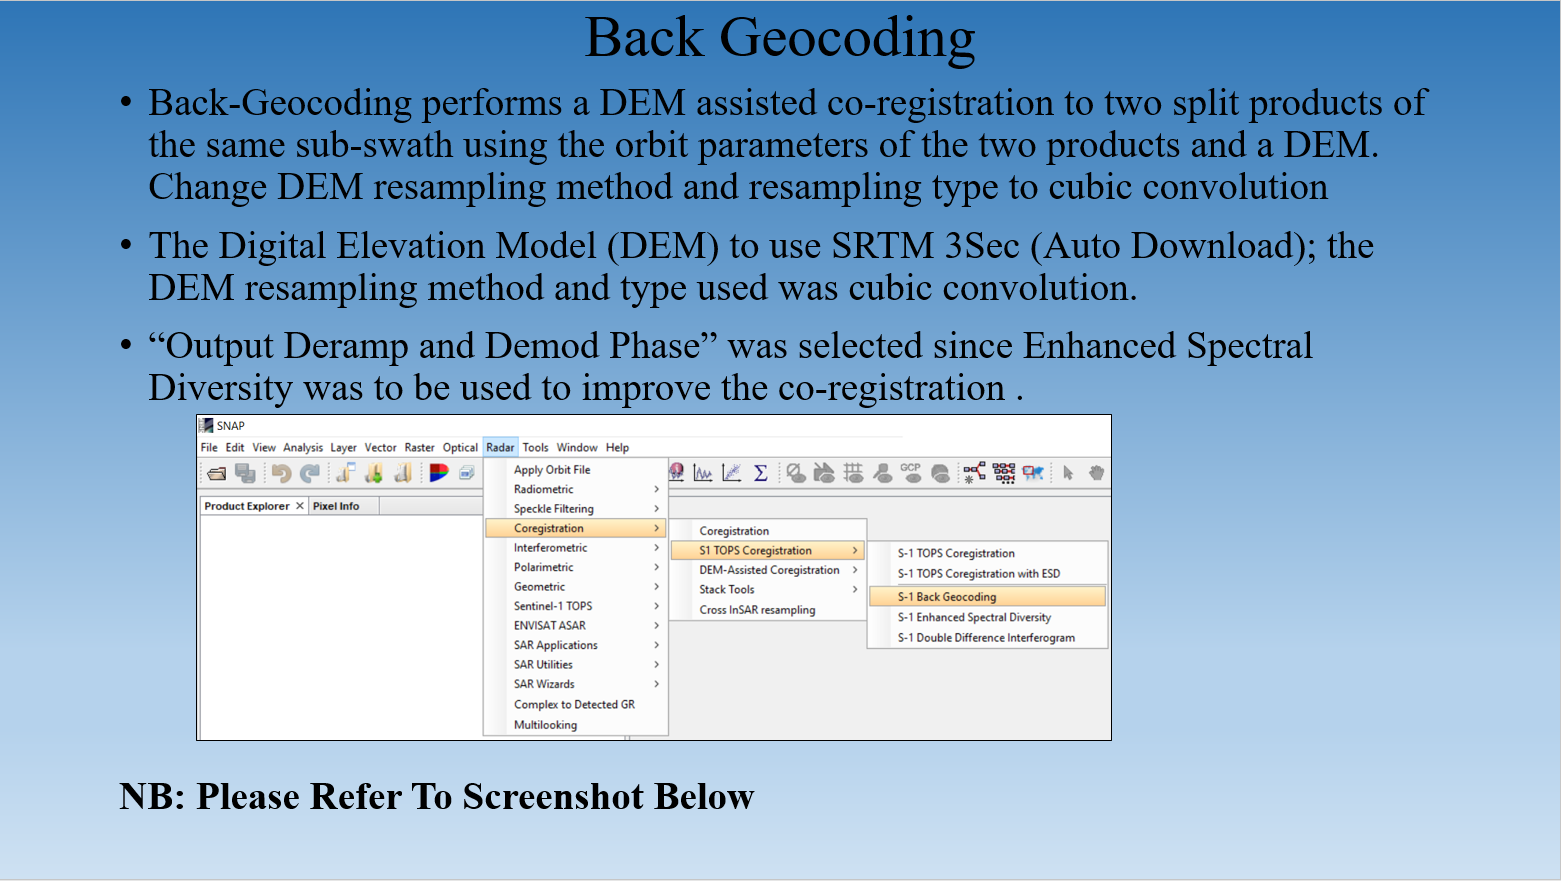 Back Geocoding
• Back-Geocoding performs a DEM assisted co-registration to two split products of
the same sub-swath using the orbit parameters of the two products and a DEM.
Change DEM resampling method and resampling type to cubic convolution
• The Digital Elevation Model (DEM) to use SRTM 3Sec (Auto Download); the
DEM resampling method and type used was cubic convolution.
• “Output Deramp and Demod Phase” was selected since Enhanced Spectral
Diversity was to be used to improve the co-registration .
SNAP
File Edit View Analysis Layer Vector Raster Optical Radar Tools Window Help
GCP
Product Explorer × Pixel Info
Apply Orbit File
Radiometric
Speckle Filtering
Coregistration
Interferometric
Polarimetric
Geometric
Sentinel-1 TOPS
ENVISAT ASAR
SAR Applications
SAR Utilities
SAR Wizards
Complex to Detected GR
Multilooking
Coregistration
S1 TOPS Coregistration
DEM-Assisted Coregistration
Stack Tools
Cross InSAR resampling
S-1 TOPS Coregistration
S-1 TOPS Coregistration with ESD
S-1 Back Geocoding
S-1 Enhanced Spectral Diversity
S-1 Double Difference Interferogram
NB: Please Refer To Screenshot Below